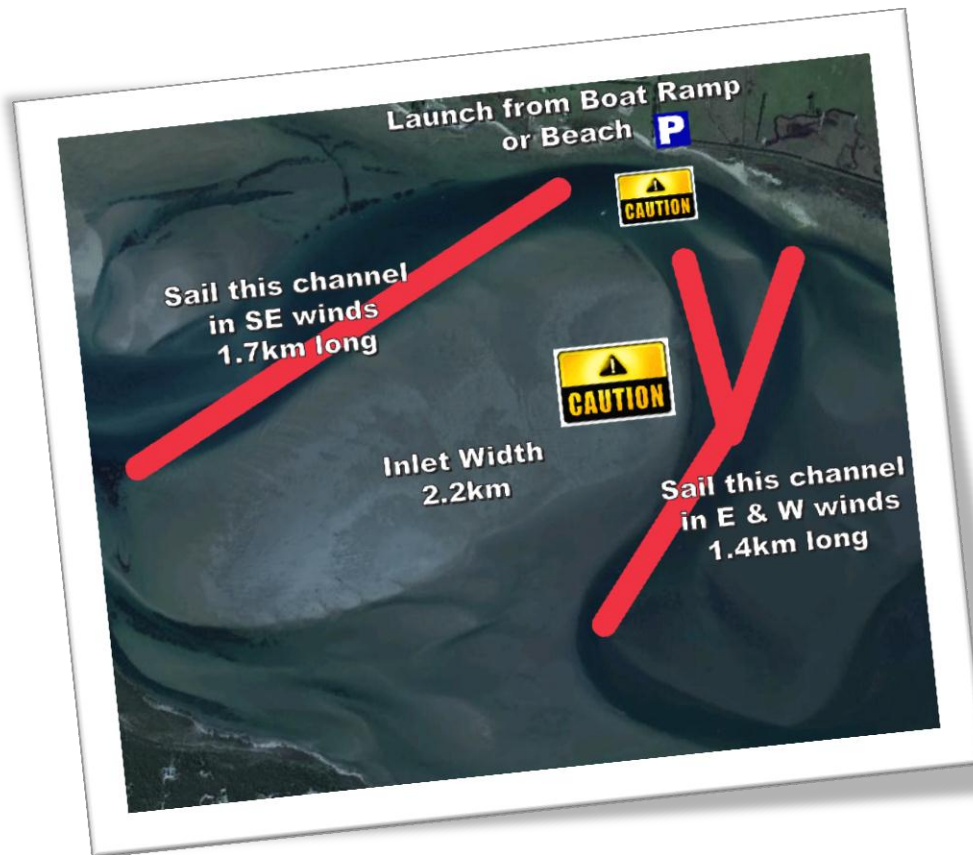 Launch from Boat Ramp
or Beach P
CAUTION
Sail this channel
in SE winds
1.7km long
CAUTION
Inlet Width
2.2km
Sail this channel
in E & W winds
1.4km long